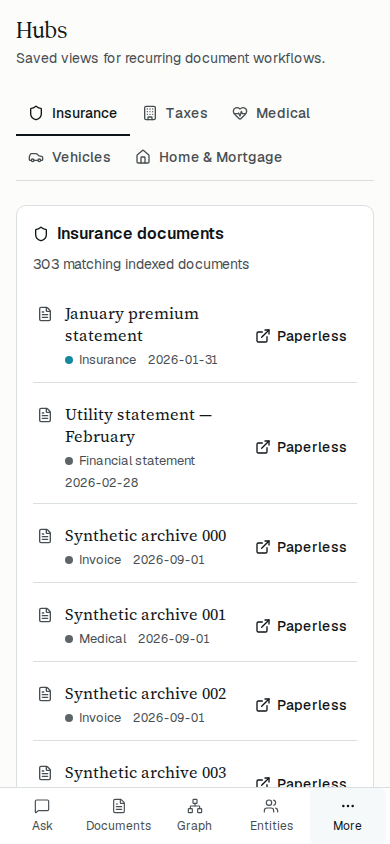 Hubs
Saved views for recurring document workflows.
Insurance
Taxes
Medical
Vehicles
Home & Mortgage
Insurance documents
303 matching indexed documents
January premium
statement
Insurance 2026-01-31
Paperless
Utility statement —
February
Financial statement
2026-02-28
Paperless
Synthetic archive 000
Invoice 2026-09-01
Paperless
Synthetic archive 001
Medical 2026-09-01
Paperless
Synthetic archive 002
Invoice 2026-09-01
Paperless
Synthetic archive 003
Paperless
Ask
Documents
Graph
Entities
More